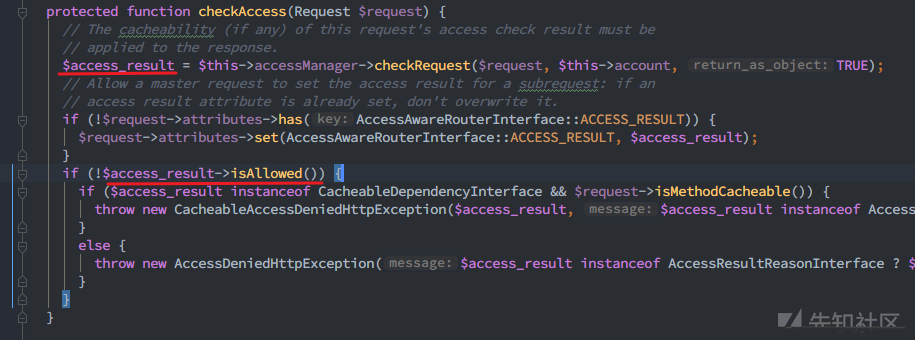 protected function checkAccess(Request $request) {
// The cacheability (if any) of this request's access check result must be
// applied to the response.
$access_result = $this->accessManager->checkRequest($request, $this->account, return_as_object: TRUE);
// Allow a master request to set the access result for a subrequest: if an
// access result attribute is already set, don't overwrite it.
if (!$request->attributes->has( key: AccessAwareRouterInterface::ACCESS_RESULT)) {
$request->attributes->set(AccessAwareRouterInterface::ACCESS_RESULT, $access_result);
}
if (!$access_result->isAllowed()) {
if ($access_result instanceof CacheableDependencyInterface && $request->isMethodCacheable()) {
throw new CacheableAccessDeniedHttpException($access_result, message: $access_result instanceof Access
}
else {
throw new AccessDeniedHttpException( message: $access_result instanceof AccessResultReasonInterface ? $
}
}
}
先知社区